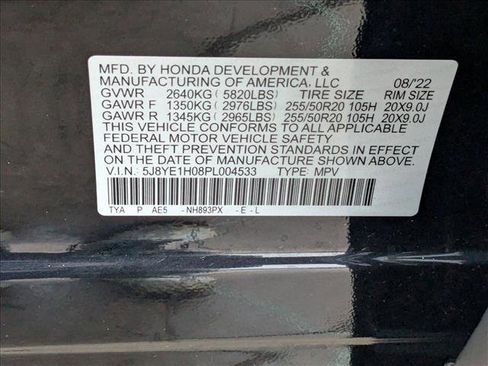 MFD. BY HONDA DEVELOPMENT &
MANUFACTURING OF AMERICA, LLC 08/'22
GVWR 2640KG (5820LBS) TIRE SIZE RIM SIZE
GAWR F 1350KG (2976LBS) 255/50R20 105H 20X9.0J
GAWR R 1345KG (2965LBS) 255/50R20 105H 20X9.0J
THIS VEHICLE CONFORMS TO ALL APPLICABLE
FEDERAL MOTOR VEHICLE SAFETY
AND THEFT PREVENTION STANDARDS IN EFFECT
ON THE DATE OF MANUFACTURE SHOWN ABOVE.
V.I.N. 5J8YE1H08PL004533 TYPE: MPV
TYA P AE5 - NH893PX - E - L